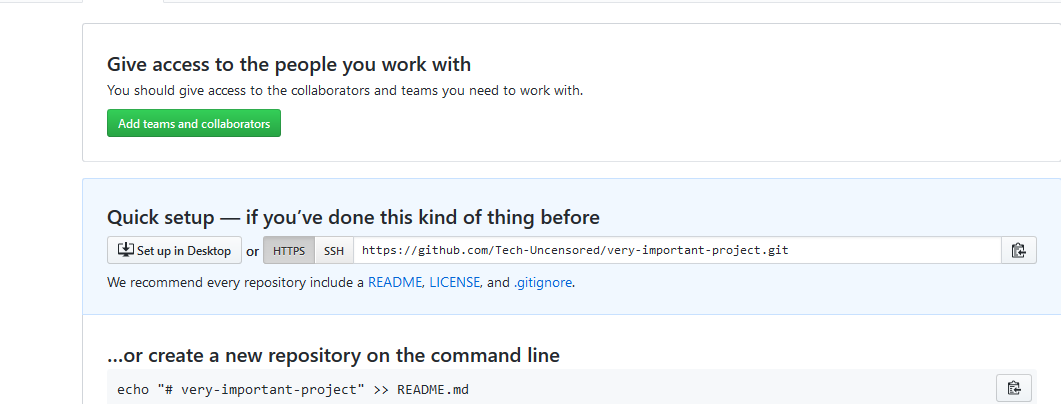 Give access to the people you work with
You should give access to the collaborators and teams you need to work with.
Add teams and collaborators
Quick setup — if you’ve done this kind of thing before
Set up in Desktop or HTTPS SSH https://github.com/Tech-Uncensored/very-important-project.git
We recommend every repository include a README, LICENSE, and .gitignore.
…or create a new repository on the command line
echo "# very-important-project" >> README.md